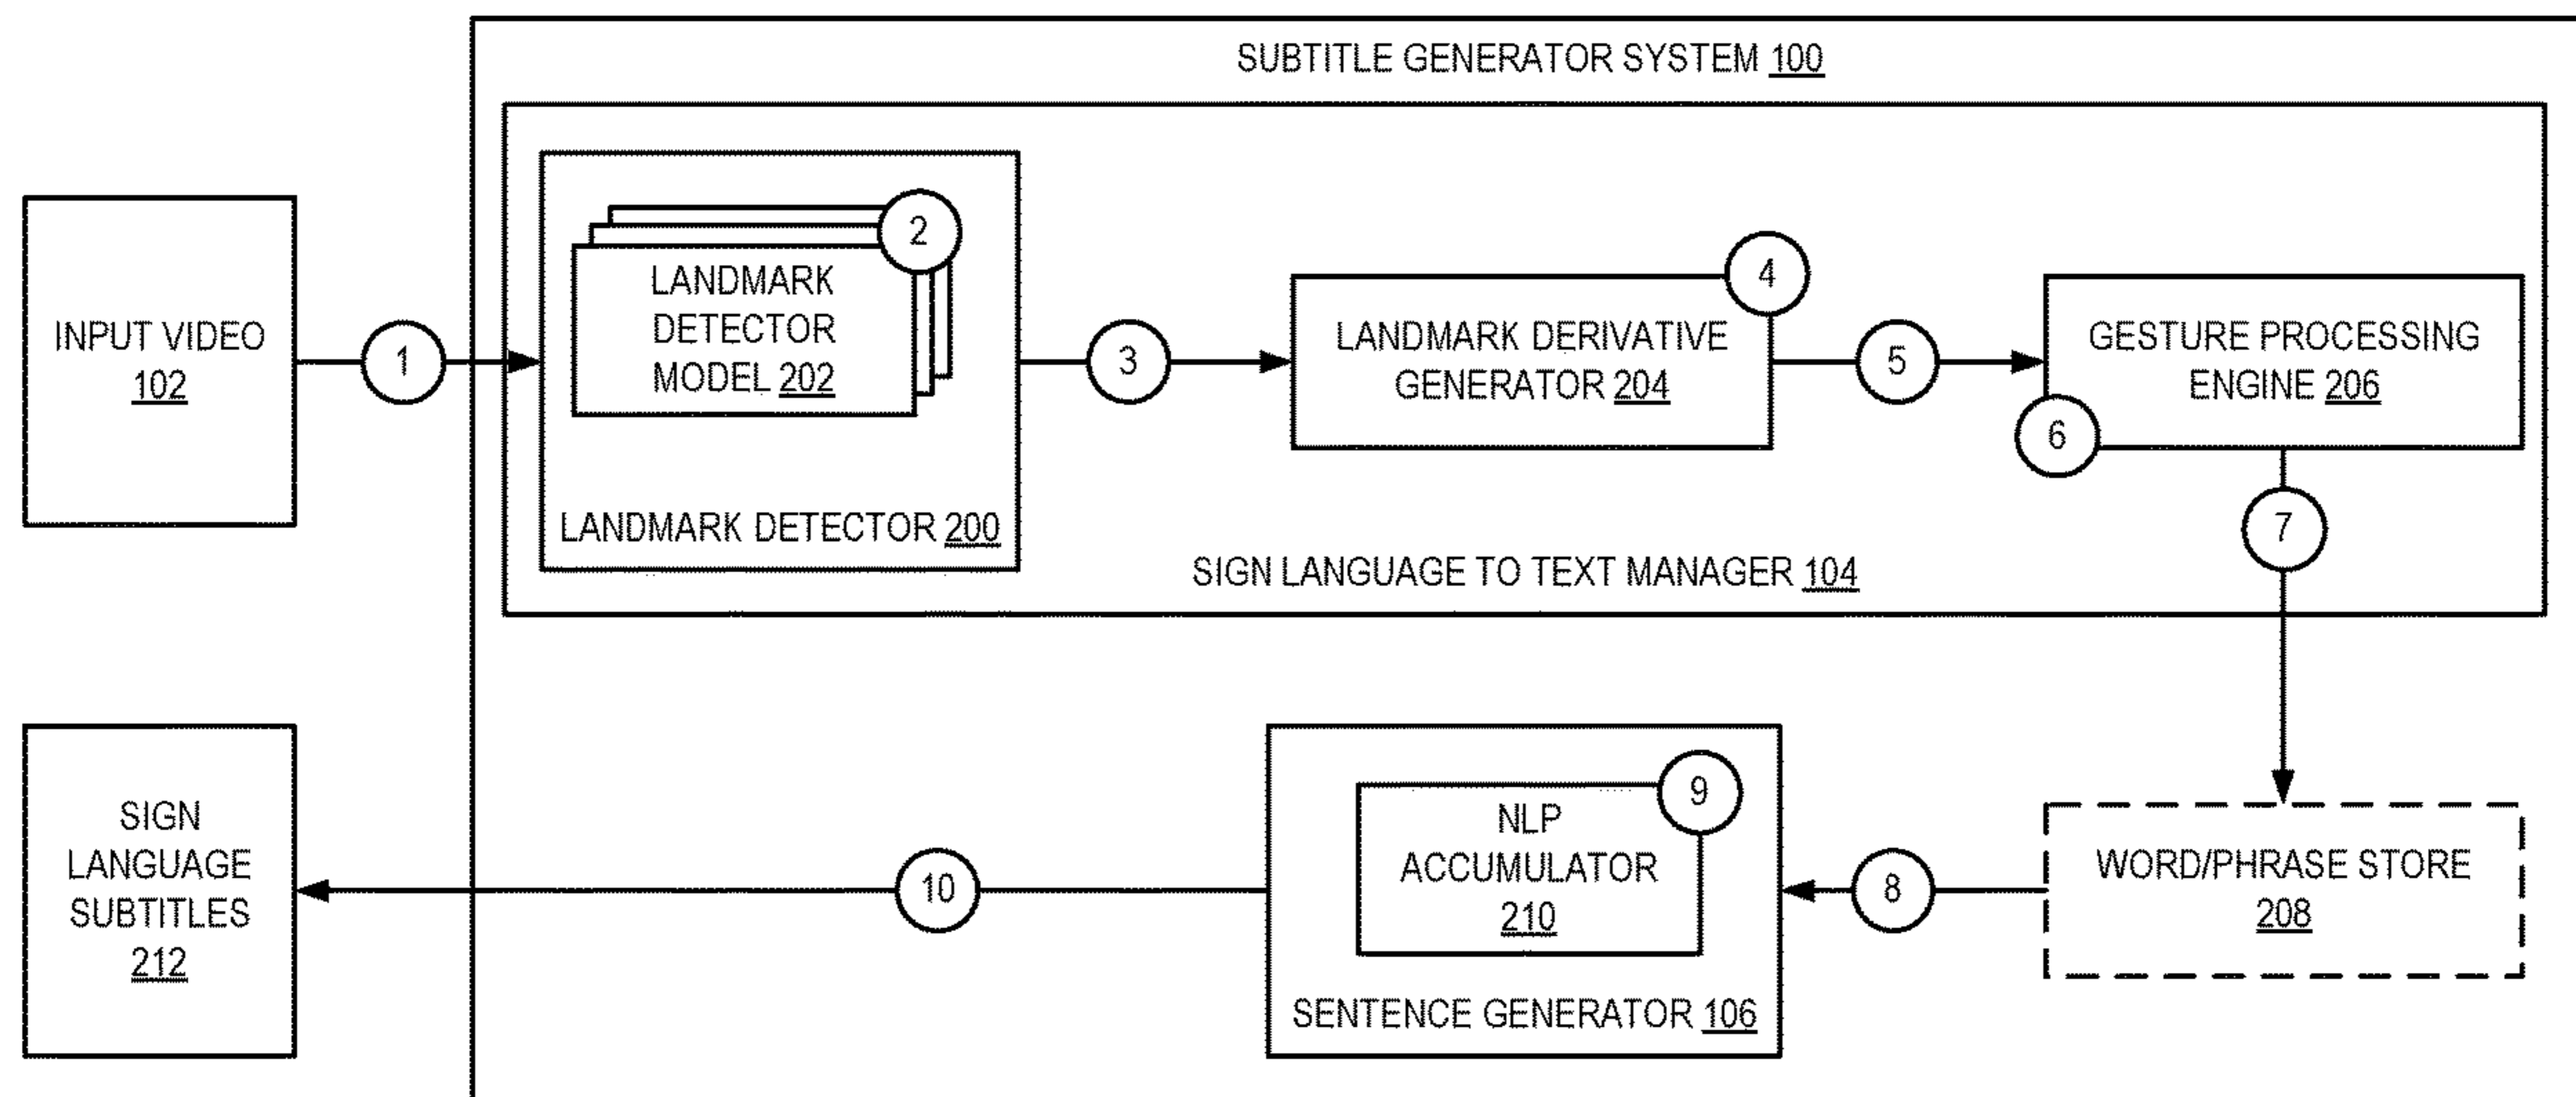 SUBTITLE GENERATOR SYSTEM 100
INPUT VIDEO
102
1
2
LANDMARK
DETECTOR
MODEL 202
LANDMARK DETECTOR 200
3
4
LANDMARK DERIVATIVE
GENERATOR 204
5
GESTURE PROCESSING
ENGINE 206
6
7
SIGN LANGUAGE TO TEXT MANAGER 104
WORD/PHRASE STORE
208
8
9
NLP
ACCUMULATOR
210
SENTENCE GENERATOR 106
10
SIGN
LANGUAGE
SUBTITLES
212